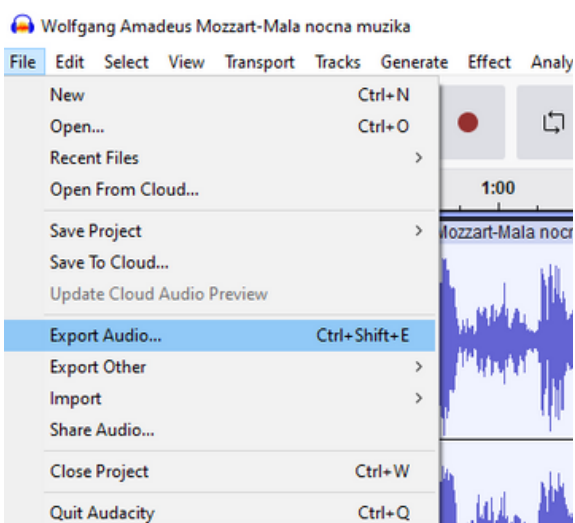 Wolfgang Amadeus Mozzart-Mala nocna muzika
File Edit Select View Transport Tracks Generate Effect Analy
New Ctrl+N
Open... Ctrl+O
Recent Files
Open From Cloud...
1:00
Save Project
Mozzart-Mala nocn
Save To Cloud...
Update Cloud Audio Preview
Export Audio... Ctrl+Shift+E
Export Other
Import
Share Audio...
Close Project Ctrl+W
Quit Audacity Ctrl+Q